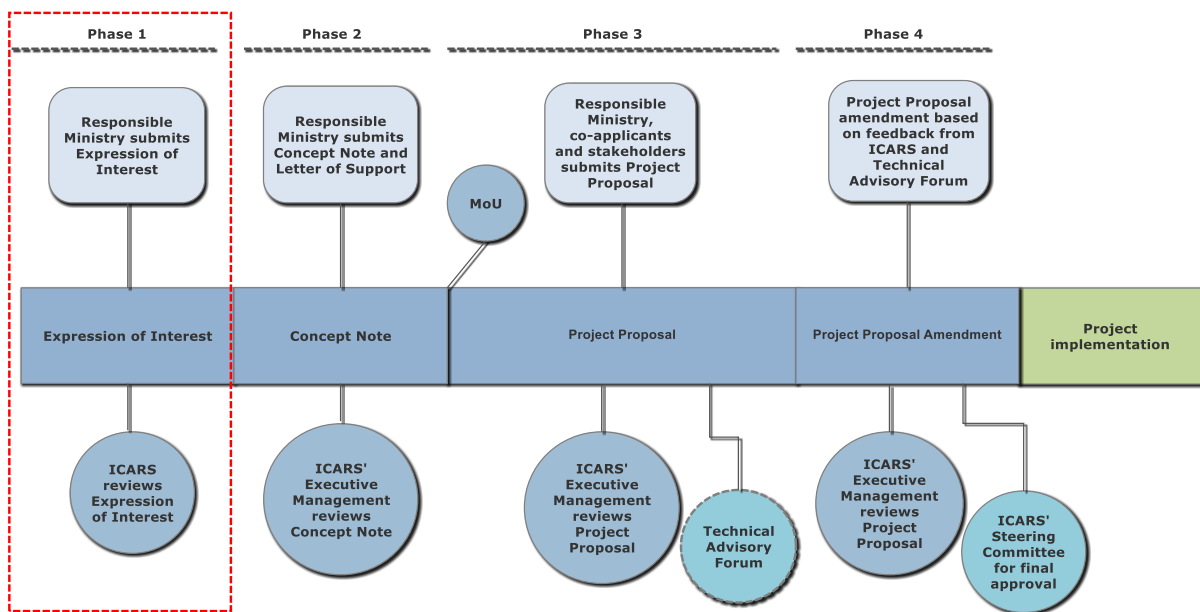 Phase 1
Phase 2
Phase 3
Phase 4
Responsible
Ministry submits
Expression of
Interest
Responsible
Ministry submits
Concept Note and
Letter of Support
MoU
Responsible
Ministry,
co-applicants
and stakeholders
submits Project
Proposal
Project Proposal
amendment based
on feedback from
ICARS and
Technical
Advisory Forum
Expression of Interest
Concept Note
Project Proposal
Project Proposal Amendment
Project
implementation
ICARS
reviews
Expression
of Interest
ICARS'
Executive
Management
reviews
Concept Note
ICARS'
Executive
Management
reviews
Project
Proposal
Technical
Advisory
Forum
ICARS'
Executive
Management
reviews
Project
Proposal
ICARS'
Steering
Committee
for final
approval